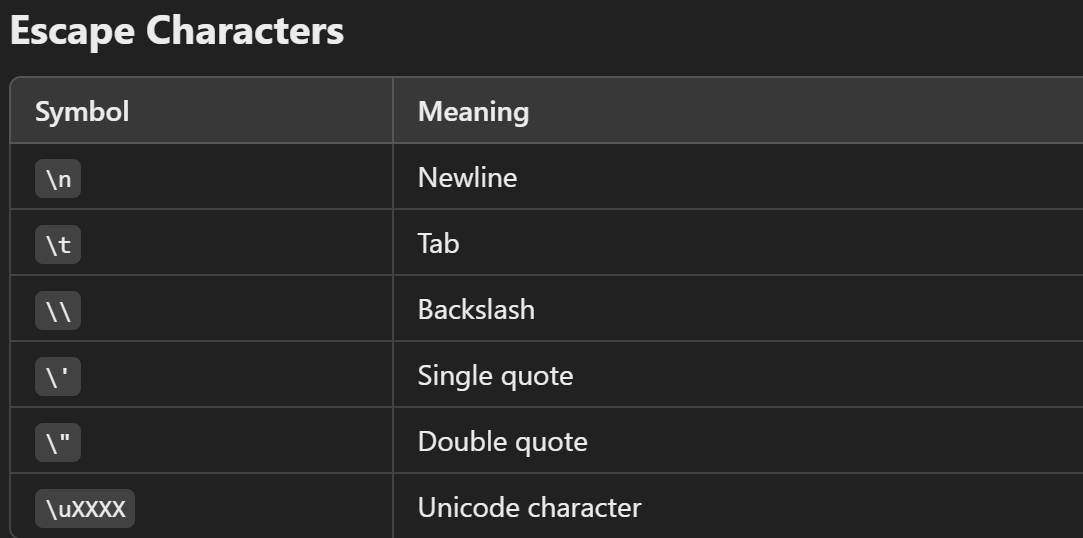 Escape Characters
Symbol Meaning
\n Newline
\t Tab
\\ Backslash
\' Single quote
\" Double quote
\uXXXX Unicode character